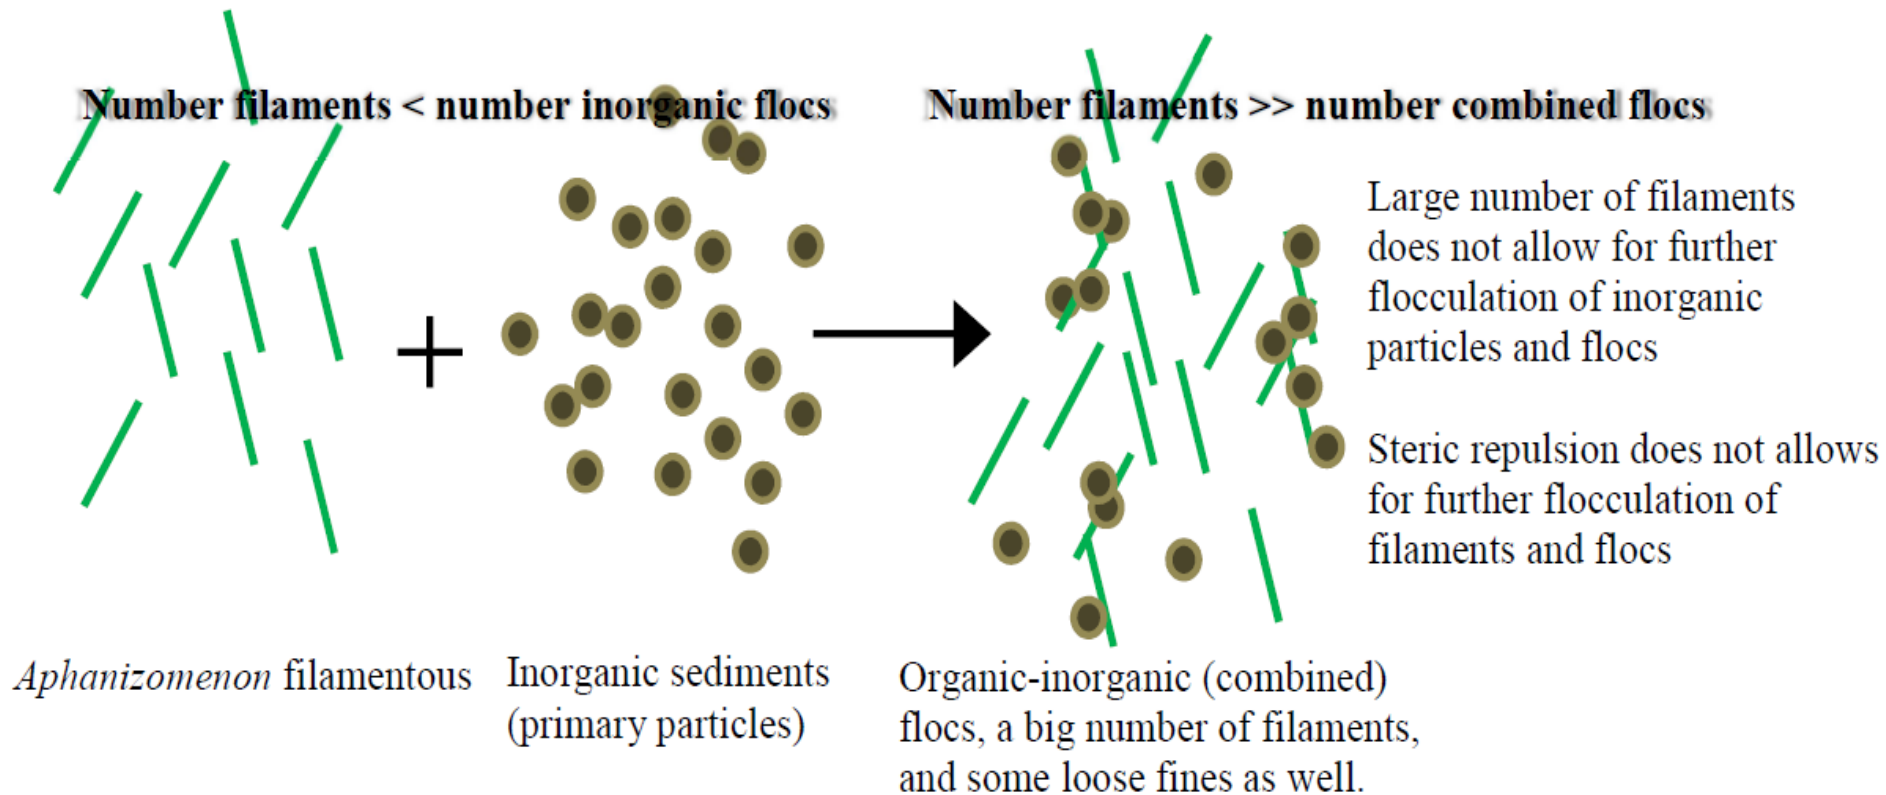 Number filaments < number inorganic flocs
Number filaments >> number combined flocs
Large number of filaments
does not allow for further
flocculation of inorganic
particles and flocs
Steric repulsion does not allows
for further flocculation of
filaments and flocs
Aphanizomenon filamentous
Inorganic sediments
(primary particles)
Organic-inorganic (combined)
flocs, a big number of filaments,
and some loose fines as well.